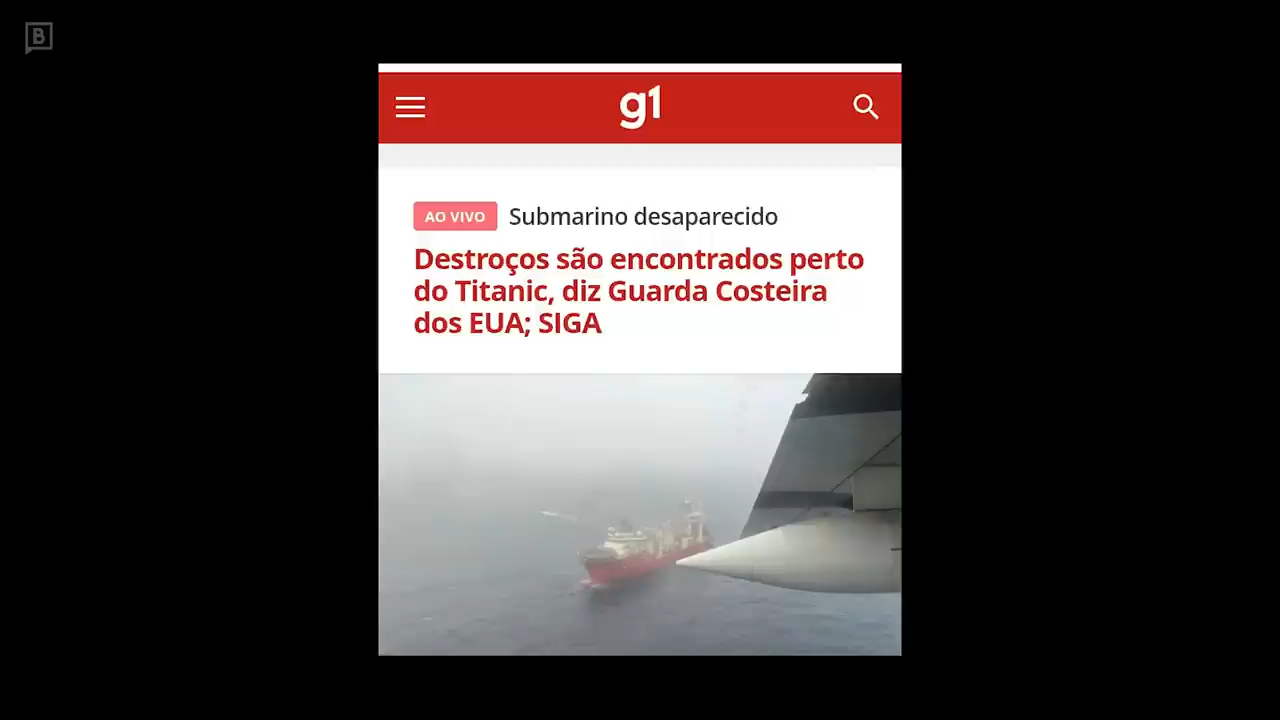 B
g1
AO VIVO Submarino desaparecido
Destroços são encontrados perto
do Titanic, diz Guarda Costeira
dos EUA; SIGA